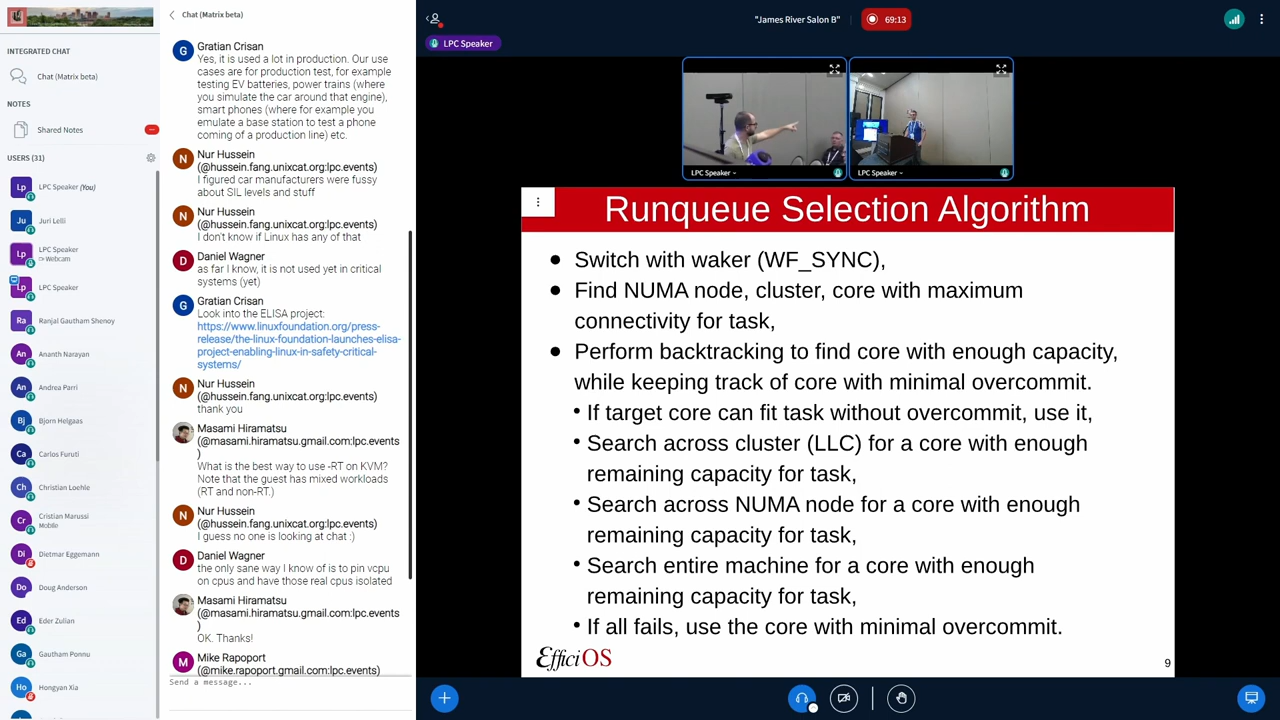 INTEGRATED CHAT
Chat (Matrix beta)
NOTES
Shared Notes
USERS (31)
Lp LPC Speaker (You)
Ju Juri Lelli
Lp LPC Speaker
Webcam
Lp LPC Speaker
Ra Ranjal Gautham Shenoy
An Ananth Narayan
An Andrea Parri
Bj Bjorn Helgaas
Ca Carlos Furuti
Ch Christian Loehle
Cr Cristian Marussi
Mobile
Di Dietmar Eggemann
Do Doug Anderson
Ed Eder Zulian
Ga Gautham Ponnu
Ho Hongyan Xia
Chat (Matrix beta)
G Gratian Crisan
Yes, it is used a lot in production. Our use
cases are for production test, for example
testing EV batteries, power trains (where
you simulate the car around that engine),
smart phones (where for example you
emulate a base station to test a phone
coming of a production line) etc.
N Nur Hussein
(@hussein.fang.unixcat.org:lpc.events)
I figured car manufacturers were fussy
about SIL levels and stuff
N Nur Hussein
(@hussein.fang.unixcat.org:lpc.events)
I don't know if Linux has any of that
D Daniel Wagner
as far I know, it is not used yet in critical
systems (yet)
G Gratian Crisan
Look into the ELISA project:
https://www.linuxfoundation.org/press-
release/the-linux-foundation-launches-elisa-
project-enabling-linux-in-safety-critical-
systems/
N Nur Hussein
(@hussein.fang.unixcat.org:lpc.events)
thank you
Masami Hiramatsu
(@masami.hiramatsu.gmail.com:lpc.events
)
What is the best way to use -RT on KVM?
Note that the guest has mixed workloads
(RT and non-RT.)
N Nur Hussein
(@hussein.fang.unixcat.org:lpc.events)
I guess no one is looking at chat :)
D Daniel Wagner
the only sane way I know of is to pin vcpu
on cpus and have those real cpus isolated
Masami Hiramatsu
(@masami.hiramatsu.gmail.com:lpc.events
)
OK. Thanks!
M Mike Rapoport
(@mike.rapoport.gmail.com:lpc.events)
Send a message...
"James River Salon B"
69:13
LPC Speaker
LPC Speaker
LPC Speaker
Runqueue Selection Algorithm
● Switch with waker (WF_SYNC),
● Find NUMA node, cluster, core with maximum
connectivity for task,
● Perform backtracking to find core with enough capacity,
while keeping track of core with minimal overcommit.
• If target core can fit task without overcommit, use it,
• Search across cluster (LLC) for a core with enough
remaining capacity for task,
• Search across NUMA node for a core with enough
remaining capacity for task,
• Search entire machine for a core with enough
remaining capacity for task,
• If all fails, use the core with minimal overcommit.
EfficiOS
9